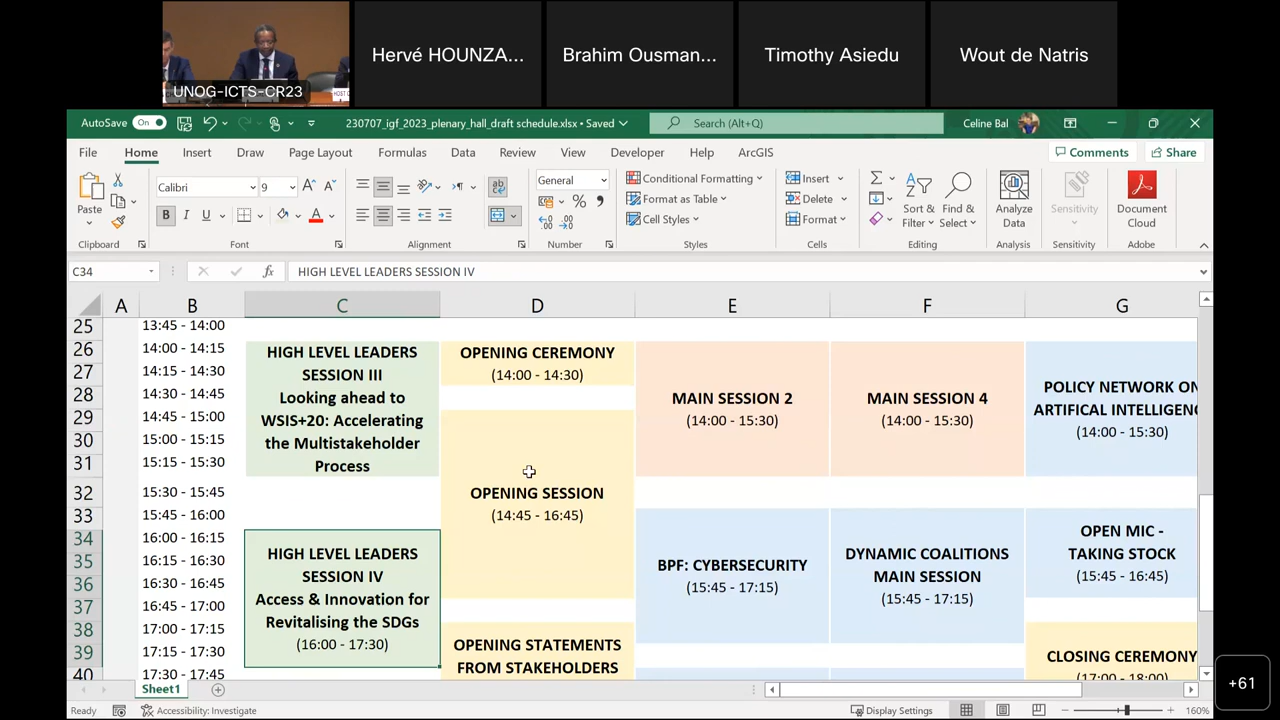 UNOG-ICTS-CR23
Hervé HOUNZA...
Brahim Ousman...
Timothy Asiedu
Wout de Natris
AutoSave On
230707_igf_2023_plenary_hall_draft schedule.xlsx • Saved
Search (Alt+Q)
Celine Bal
File Home Insert Draw Page Layout Formulas Data Review View Developer Help ArcGIS
Comments Share
Paste
Calibri 9
B I U
General
Conditional Formatting
Format as Table
Cell Styles
Insert
Delete
Format
Sort & Filter
Find & Select
Analyze Data
Sensitivity
Document Cloud
Clipboard Font Alignment Number Styles Cells Editing Analysis Sensitivity Adobe
C34
fx
HIGH LEVEL LEADERS SESSION IV
A B C D E F G
25 13:45 - 14:00
26 14:00 - 14:15
27 14:15 - 14:30
28 14:30 - 14:45
29 14:45 - 15:00
30 15:00 - 15:15
31 15:15 - 15:30
32 15:30 - 15:45
33 15:45 - 16:00
34 16:00 - 16:15
35 16:15 - 16:30
36 16:30 - 16:45
37 16:45 - 17:00
38 17:00 - 17:15
39 17:15 - 17:30
40 17:30 - 17:45
HIGH LEVEL LEADERS
SESSION III
Looking ahead to
WSIS+20: Accelerating
the Multistakeholder
Process
HIGH LEVEL LEADERS
SESSION IV
Access & Innovation for
Revitalising the SDGs
(16:00 - 17:30)
OPENING CEREMONY
(14:00 - 14:30)
OPENING SESSION
(14:45 - 16:45)
OPENING STATEMENTS
FROM STAKEHOLDERS
MAIN SESSION 2
(14:00 - 15:30)
BPF: CYBERSECURITY
(15:45 - 17:15)
MAIN SESSION 4
(14:00 - 15:30)
DYNAMIC COALITIONS
MAIN SESSION
(15:45 - 17:15)
POLICY NETWORK ON
ARTIFICAL INTELLIGENC
(14:00 - 15:30)
OPEN MIC -
TAKING STOCK
(15:45 - 16:45)
CLOSING CEREMONY
(17:00 - 18:00)
Sheet1
Ready
Accessibility: Investigate
Display Settings
160%
+61